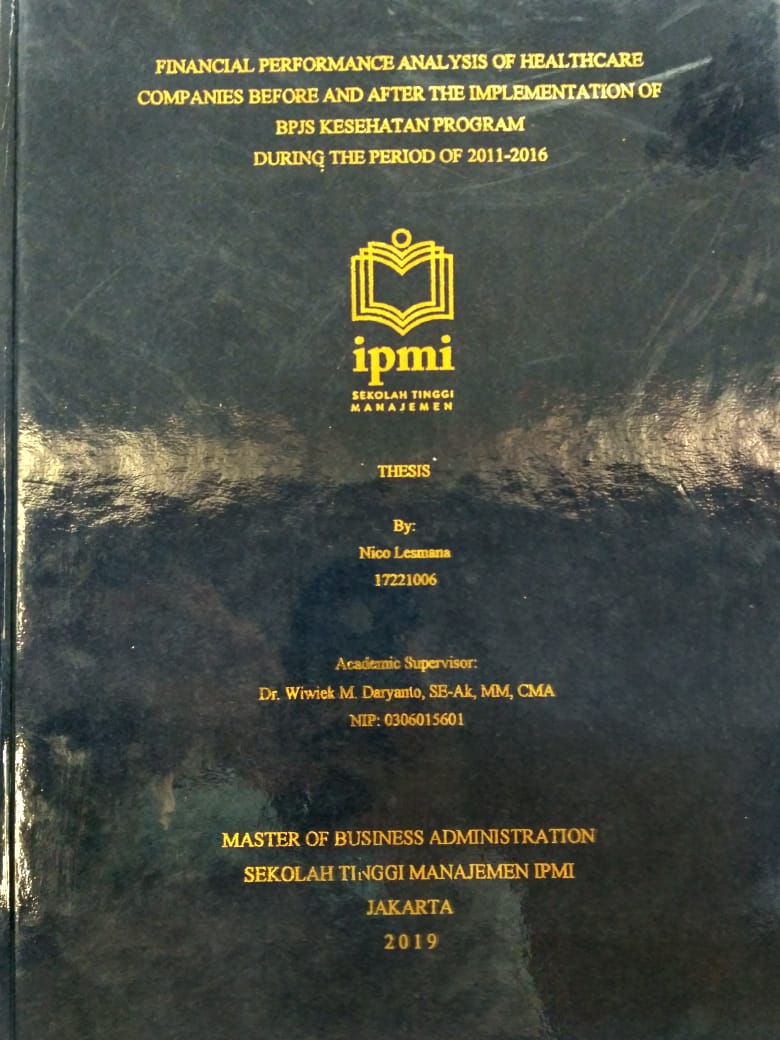 FINANCIAL PERFORMANCE ANALYSIS OF HEALTHCARE
COMPANIES BEFORE AND AFTER THE IMPLEMENTATION OF
BPJS KESEHATAN PROGRAM
DURING THE PERIOD OF 2011-2016
ipmi
SEKOLAH TINGGI
MANAJEMEN
THESIS
By:
Nico Lesmana
17221006
Academic Supervisor:
Dr. Wiwiek M. Daryanto, SE-Ak, MM, CMA
NIP: 0306015601
MASTER OF BUSINESS ADMINISTRATION
SEKOLAH TINGGI MANAJEMEN IPMI
JAKARTA
2019